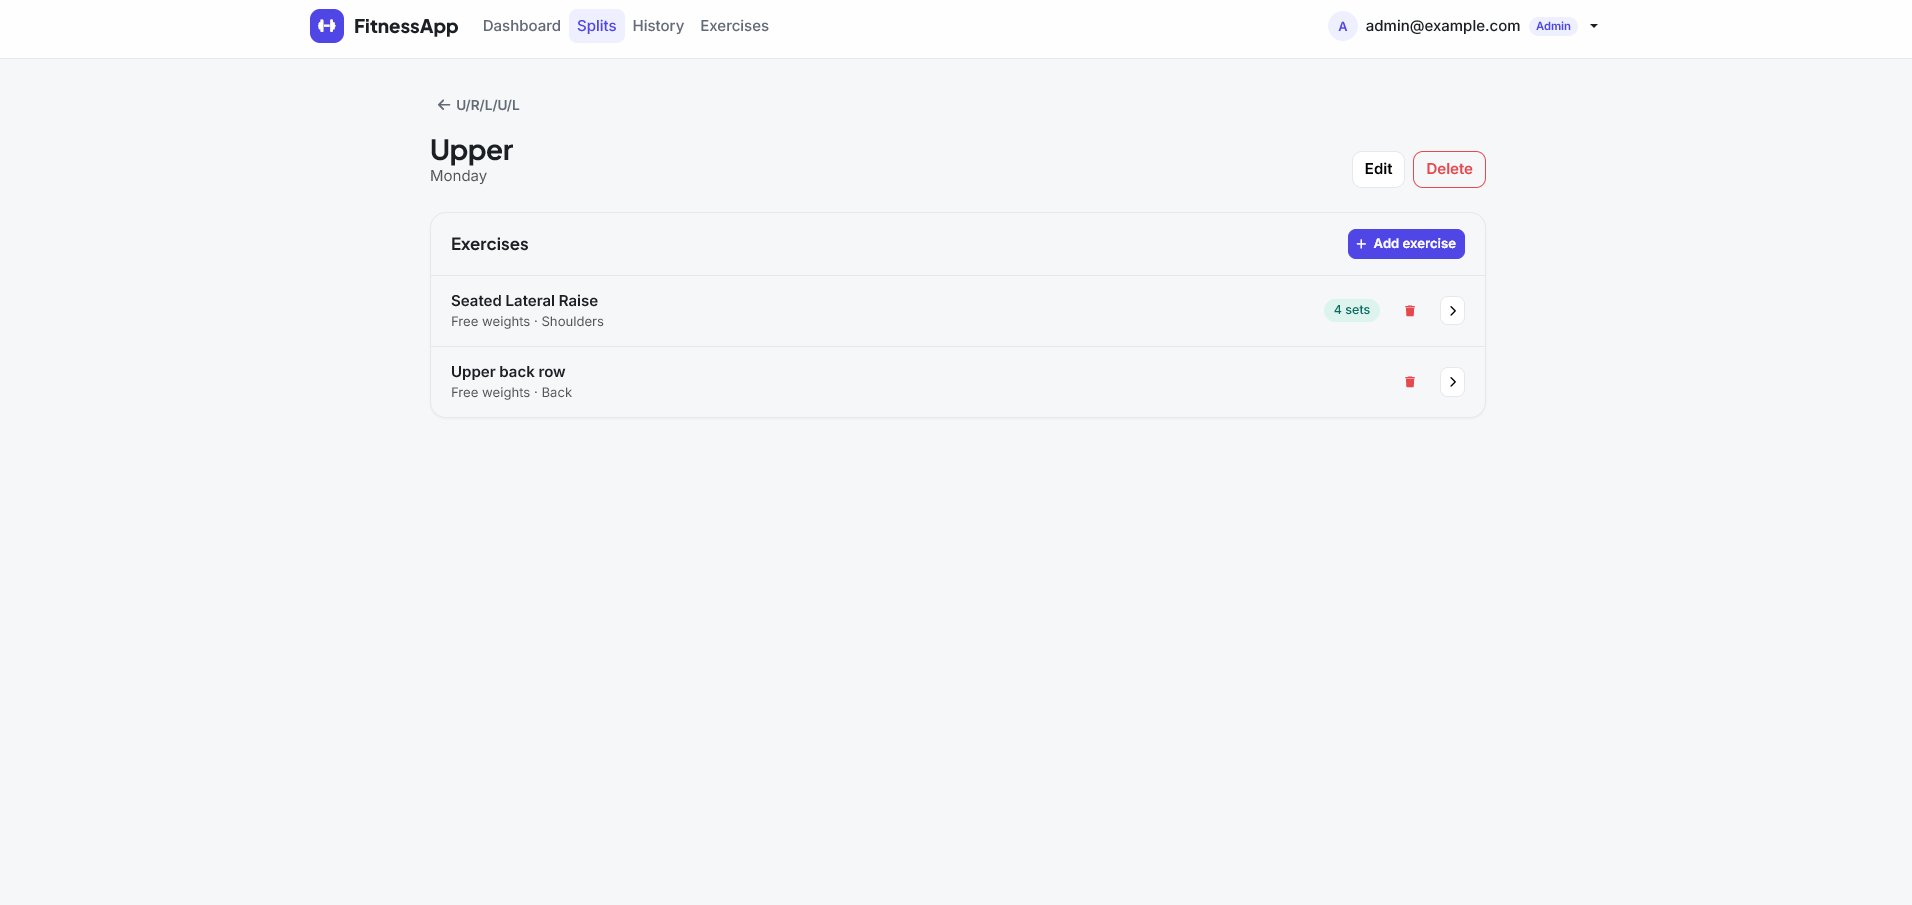 FitnessApp Dashboard Splits History Exercises A admin@example.com Admin
← U/R/L/U/L
Upper
Monday
Edit Delete
Exercises + Add exercise
Seated Lateral Raise
Free weights · Shoulders
4 sets
Upper back row
Free weights · Back